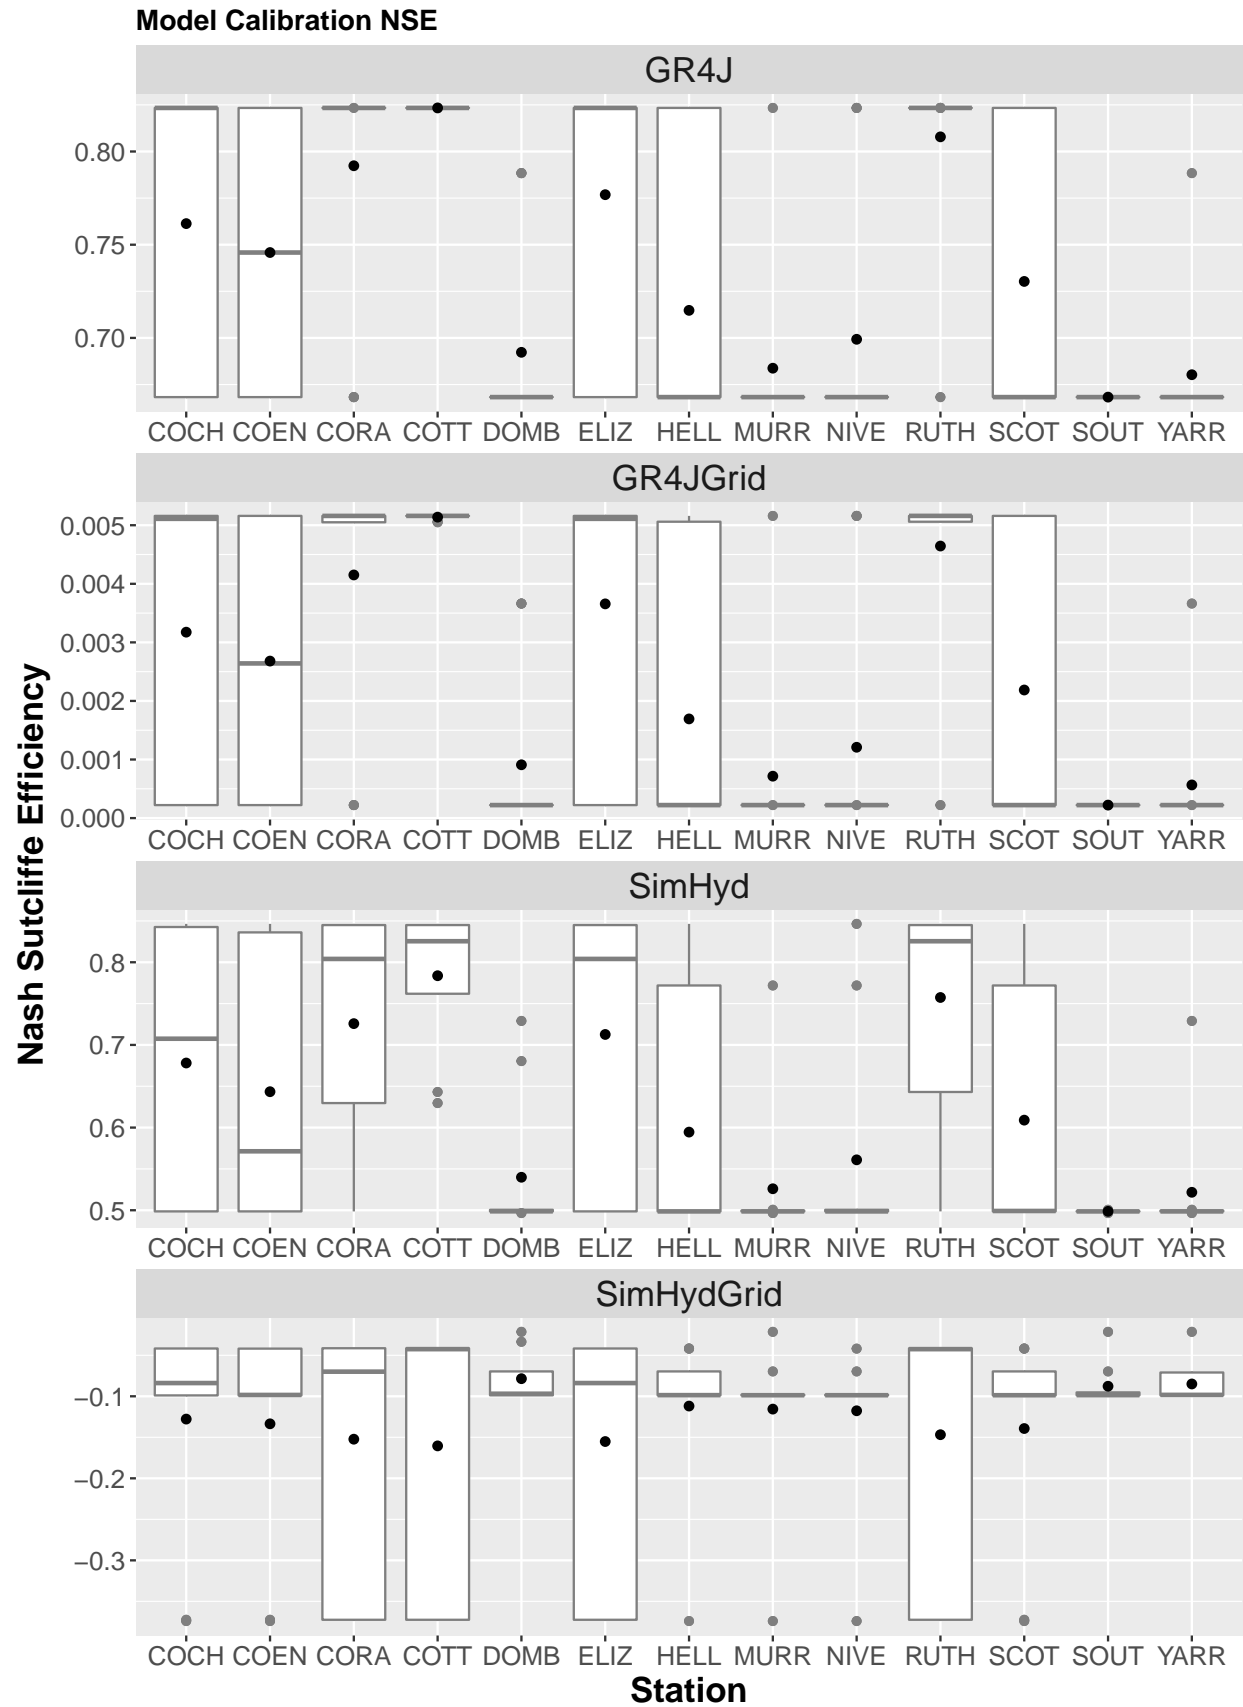 Model Calibration NSE
GR4J
0.80
0.75
0.70
COCH COEN CORA COTT DOMB ELIZ HELL MURR NIVE RUTH SCOT SOUT YARR
GR4JGrid
0.005
0.004
0.003
0.002
0.001
0.000
COCH COEN CORA COTT DOMB ELIZ HELL MURR NIVE RUTH SCOT SOUT YARR
Nash Sutcliffe Efficiency
SimHyd
0.8
0.7
0.6
0.5
COCH COEN CORA COTT DOMB ELIZ HELL MURR NIVE RUTH SCOT SOUT YARR
SimHydGrid
−0.1
−0.2
−0.3
COCH COEN CORA COTT DOMB ELIZ HELL MURR NIVE RUTH SCOT SOUT YARR
Station